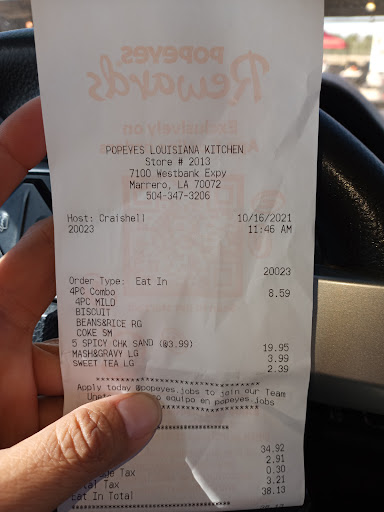 POPEYES
Rewards
Exclusively on
POPEYES LOUISIANA KITCHEN
Store # 2013
7100 Westbank Expy
Marrero, LA 70072
504-347-3206
Host: Craishell 10/16/2021
20023 11:46 AM
20023
Order Type: Eat In
4PC Combo 8.59
4PC MILD
BISCUIT
BEANS&RICE RG
COKE SM
5 SPICY CHK SAND (@3.99) 19.95
MASH&GRAVY LG 3.99
SWEET TEA LG 2.39
Apply today @popeyes.jobs to join our Team
equipo en popeyes.jobs
34.92
2.91
Tax 0.30
Tax 3.21
Eat In Total 38.13